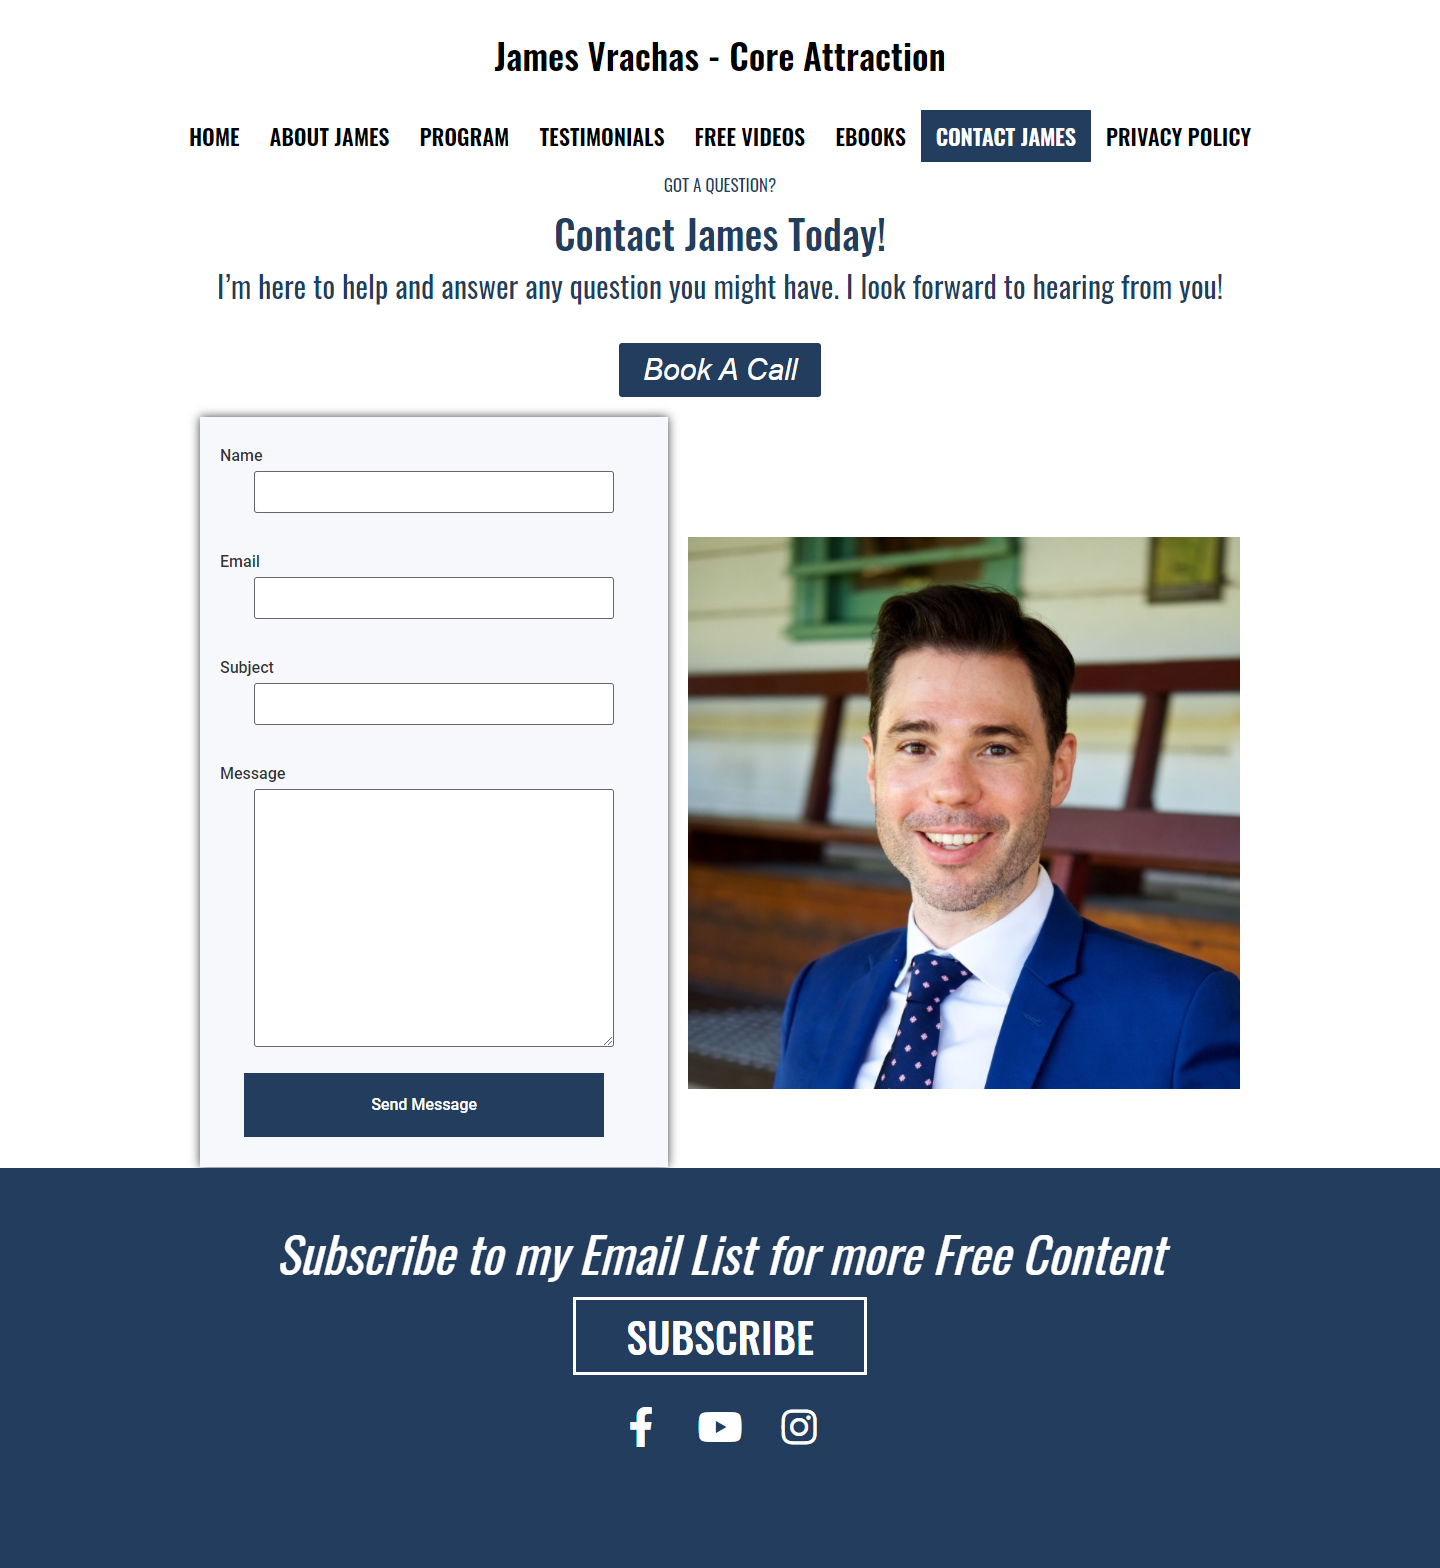 James Vrachas - Core Attraction
HOME ABOUT JAMES PROGRAM TESTIMONIALS FREE VIDEOS EBOOKS CONTACT JAMES PRIVACY POLICY
GOT A QUESTION?
Contact James Today!
I’m here to help and answer any question you might have. I look forward to hearing from you!
Book A Call
Name
Email
Subject
Message
Send Message
Subscribe to my Email List for more Free Content
SUBSCRIBE